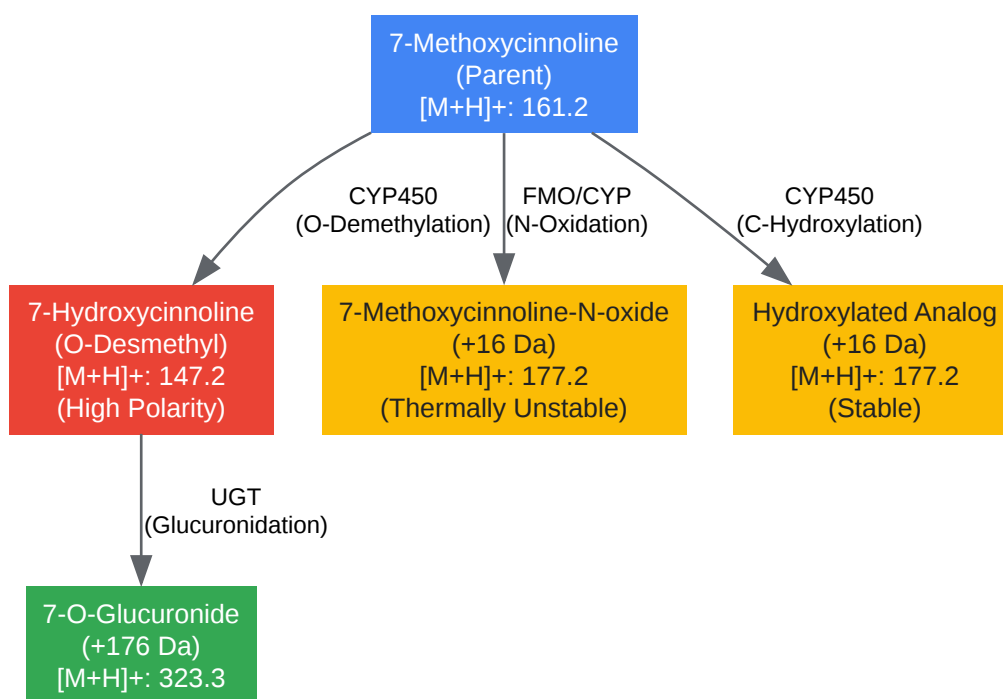 7-Methoxycinnoline
(Parent)
[M+H]+: 161.2
CYP450
(O-Demethylation)
FMO/CYP
(N-Oxidation)
CYP450
(C-Hydroxylation)
7-Hydroxycinnoline
(O-Desmethyl)
[M+H]+: 147.2
(High Polarity)
7-Methoxycinnoline-N-oxide
(+16 Da)
[M+H]+: 177.2
(Thermally Unstable)
Hydroxylated Analog
(+16 Da)
[M+H]+: 177.2
(Stable)
UGT
(Glucuronidation)
7-O-Glucuronide
(+176 Da)
[M+H]+: 323.3